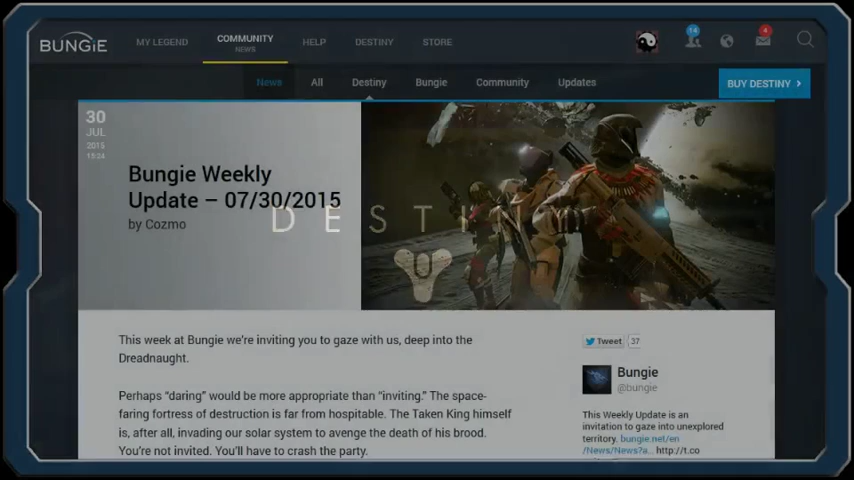 BUNGIE
MY LEGEND
COMMUNITY
NEWS
HELP
DESTINY
STORE
14
4
News
All
Destiny
Bungie
Community
Updates
BUY DESTINY
30
JUL
2015
Bungie Weekly
Update – 07/30/2015
by Cozmo
DESTINY
This week at Bungie we're inviting you to gaze with us, deep into the
Dreadnaught.
Perhaps “daring” would be more appropriate than “inviting.” The space-
faring fortress of destruction is far from hospitable. The Taken King himself
is, after all, invading our solar system to avenge the death of his brood.
You're not invited. You'll have to crash the party.
Tweet 37
Bungie
@bungie
This Weekly Update is an
invitation to gaze into unexplored
territory. bungie.net/en
/News/News?a... http://t.co